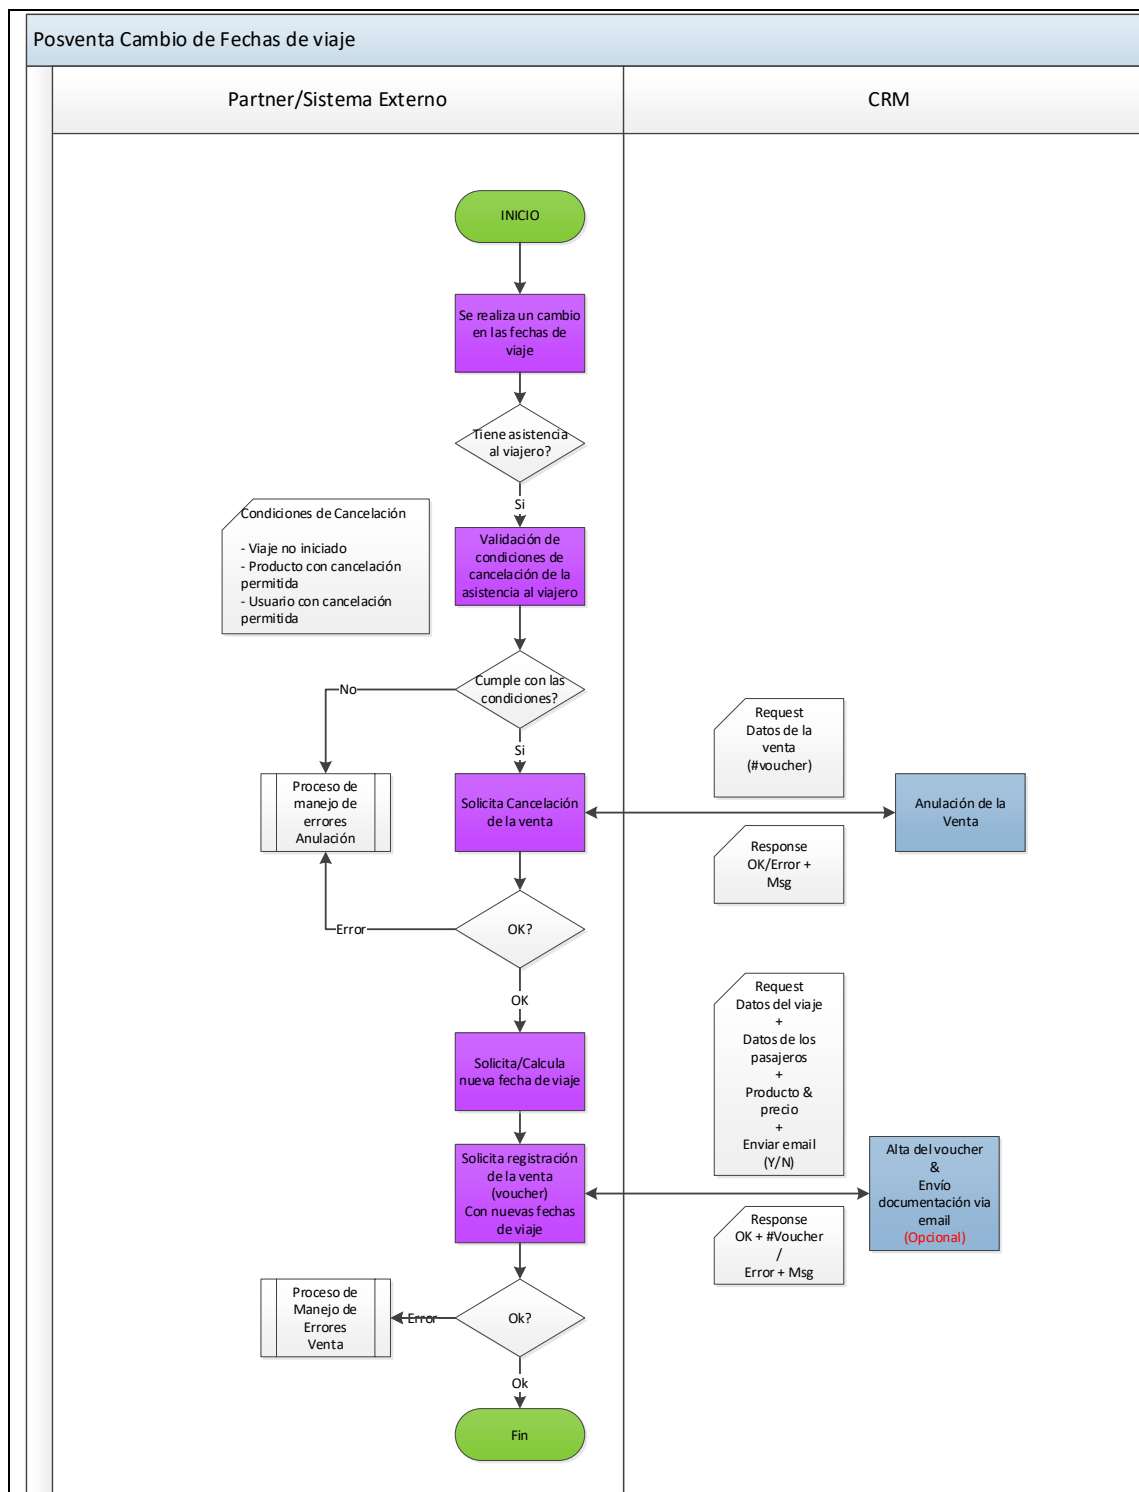 Posventa Cambio de Fechas de viaje
Partner/Sistema Externo
CRM
INICIO
Se realiza un cambio
en las fechas de
viaje
Tiene asistencia
al viajero?
Si
Condiciones de Cancelación
- Viaje no iniciado
- Producto con cancelación
permitida
- Usuario con cancelación
permitida
Validación de
condiciones de
cancelación de la
asistencia al viajero
Cumple con las
condiciones?
No
Si
Request
Datos de la
venta
(#voucher)
Proceso de
manejo de
errores
Anulación
Solicita Cancelación
de la venta
Anulación de la
Venta
Response
OK/Error +
Msg
OK?
Error
OK
Request
Datos del viaje
+
Datos de los
pasajeros
+
Producto &
precio
+
Enviar email
(Y/N)
Solicita/Calcula
nueva fecha de viaje
Solicita registración
de la venta
(voucher)
Con nuevas fechas
de viaje
Alta del voucher
&
Envío
documentación via
email
(Opcional)
Response
OK + #Voucher
/
Error + Msg
Proceso de
Manejo de
Errores
Venta
Error
Ok?
Ok
Fin